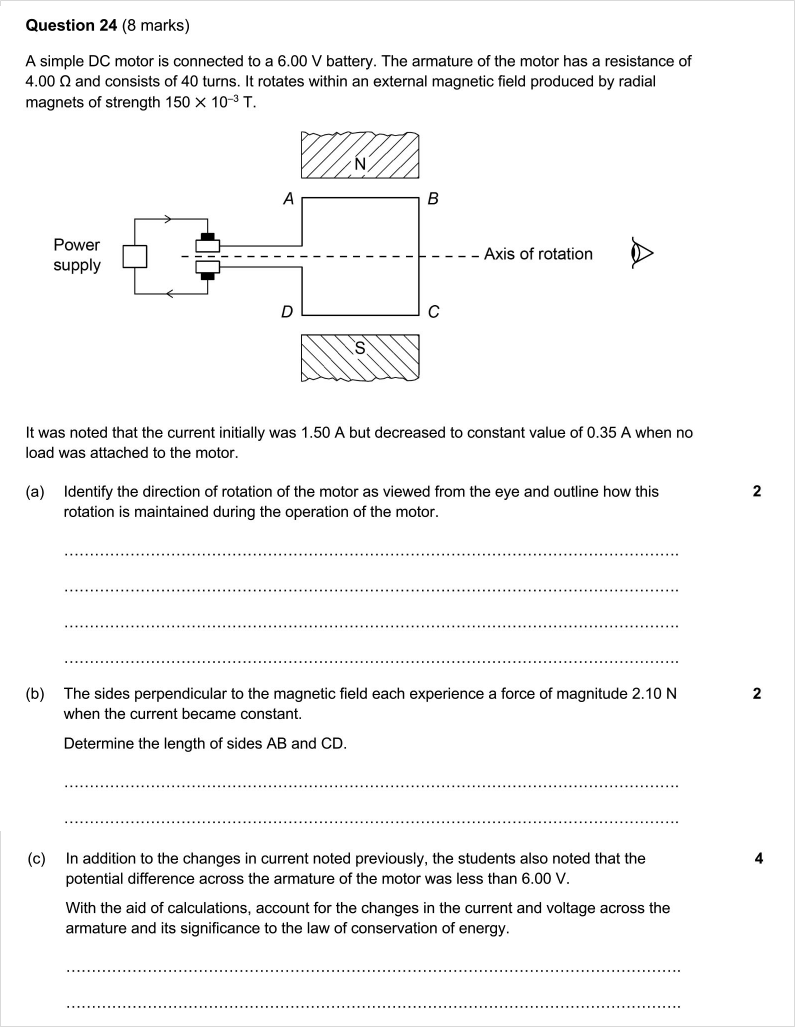 Question 24 (8 marks)
A simple DC motor is connected to a 6.00 V battery. The armature of the motor has a resistance of
4.00 Ω and consists of 40 turns. It rotates within an external magnetic field produced by radial
magnets of strength 150 × 10⁻³ T.
N
A
B
Power
supply
Axis of rotation
D
C
S
It was noted that the current initially was 1.50 A but decreased to constant value of 0.35 A when no
load was attached to the motor.
(a) Identify the direction of rotation of the motor as viewed from the eye and outline how this 2
rotation is maintained during the operation of the motor.
(b) The sides perpendicular to the magnetic field each experience a force of magnitude 2.10 N 2
when the current became constant.
Determine the length of sides AB and CD.
(c) In addition to the changes in current noted previously, the students also noted that the 4
potential difference across the armature of the motor was less than 6.00 V.
With the aid of calculations, account for the changes in the current and voltage across the
armature and its significance to the law of conservation of energy.